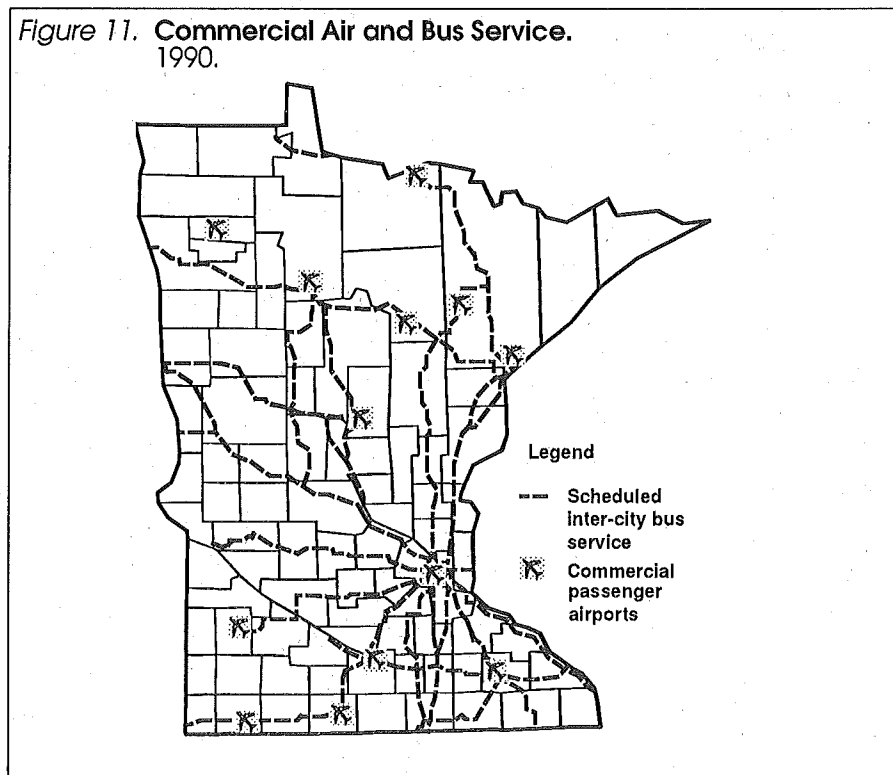 Figure 11. Commercial Air and Bus Service.
1990.
Legend
Scheduled
inter-city bus
service
Commercial
passenger
airports